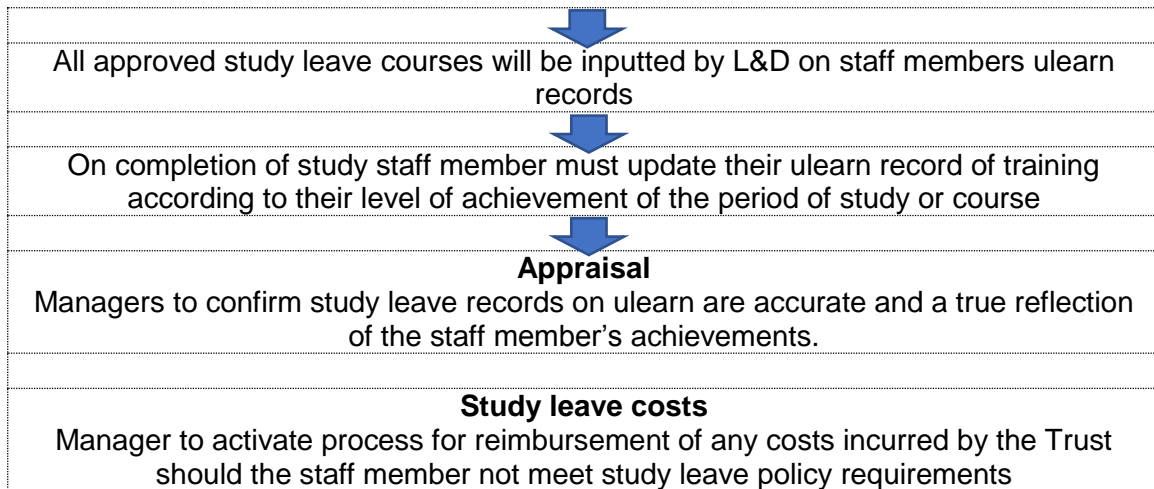 All approved study leave courses will be inputted by L&D on staff members ulearn
records
On completion of study staff member must update their ulearn record of training
according to their level of achievement of the period of study or course
Appraisal
Managers to confirm study leave records on ulearn are accurate and a true reflection
of the staff member’s achievements.
Study leave costs
Manager to activate process for reimbursement of any costs incurred by the Trust
should the staff member not meet study leave policy requirements